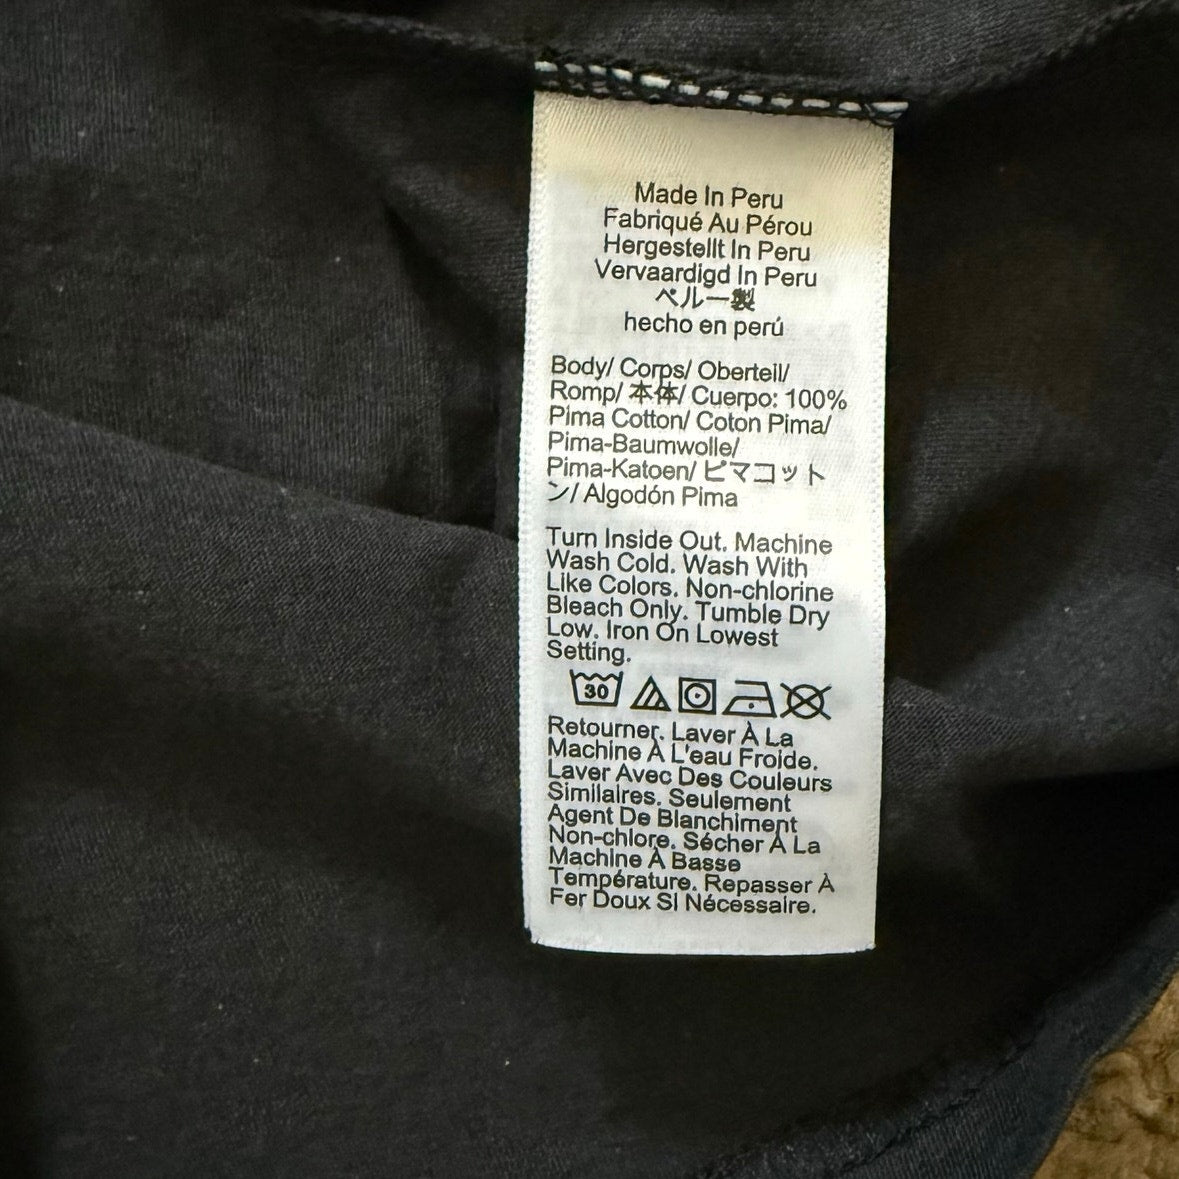 Made In Peru
Fabriqué Au Pérou
Hergestellt In Peru
Vervaardigd In Peru
ペルー製
hecho en perú
Body/ Corps/ Oberteil/
Romp/ 本体/ Cuerpo: 100%
Pima Cotton/ Coton Pima/
Pima-Baumwolle/
Pima-Katoen/ ピマコット
ン/ Algodón Pima
Turn Inside Out. Machine
Wash Cold. Wash With
Like Colors. Non-chlorine
Bleach Only. Tumble Dry
Low. Iron On Lowest
Setting.
30
Retourner. Laver À La
Machine À L'eau Froide.
Laver Avec Des Couleurs
Similaires. Seulement
Agent De Blanchiment
Non-chlore. Sécher À La
Machine À Basse
Température. Repasser À
Fer Doux Si Nécessaire.